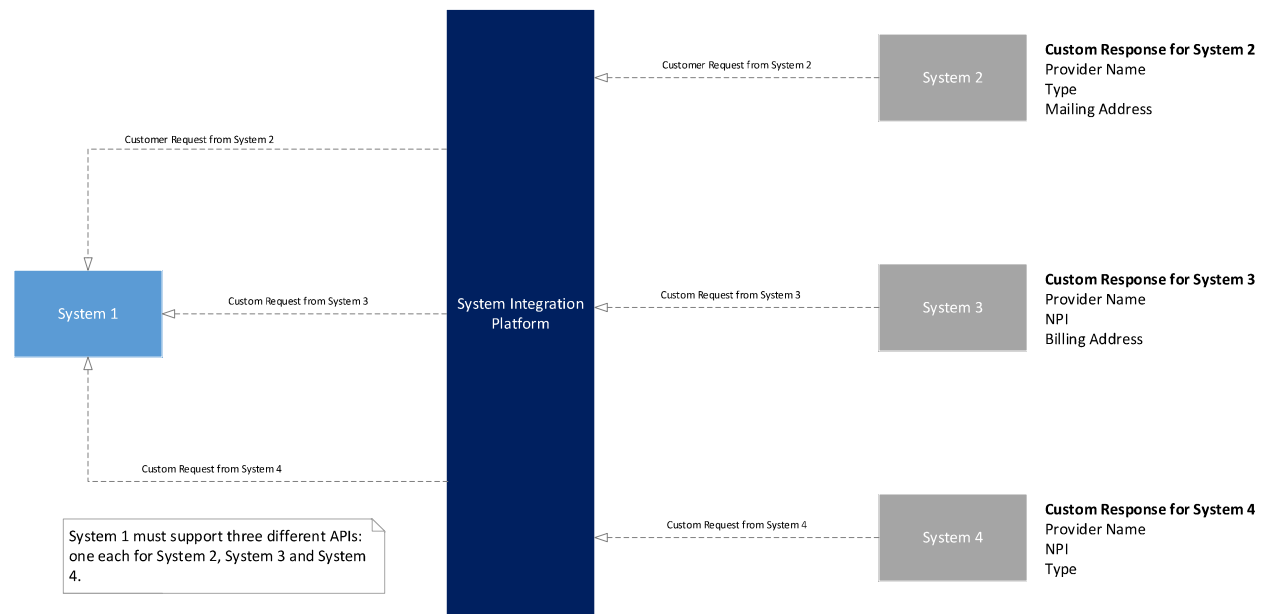 Customer Request from System 2
System 2
Custom Response for System 2
Provider Name
Type
Mailing Address
Customer Request from System 2
System 1
Custom Request from System 3
System Integration
Platform
Custom Request from System 3
System 3
Custom Response for System 3
Provider Name
NPI
Billing Address
Custom Request from System 4
System 1 must support three different APIs:
one each for System 2, System 3 and System
4.
Custom Request from System 4
System 4
Custom Response for System 4
Provider Name
NPI
Type